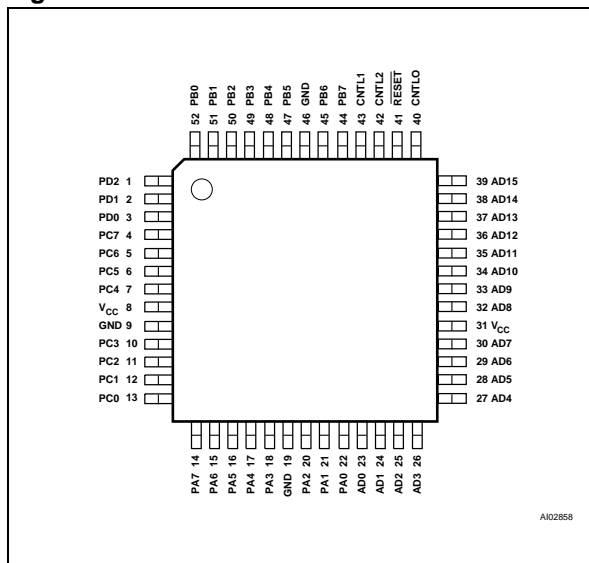 52 PB0
51 PB1
50 PB2
49 PB3
48 PB4
47 PB5
46 GND
45 PB6
44 PB7
43 CNTL1
42 CNTL2
41 RESET
40 CNTL0
PD2 1
PD1 2
PD0 3
PC7 4
PC6 5
PC5 6
PC4 7
VCC 8
GND 9
PC3 10
PC2 11
PC1 12
PC0 13
39 AD15
38 AD14
37 AD13
36 AD12
35 AD11
34 AD10
33 AD9
32 AD8
31 VCC
30 AD7
29 AD6
28 AD5
27 AD4
PA7 14
PA6 15
PA5 16
PA4 17
PA3 18
GND 19
PA2 20
PA1 21
PA0 22
AD0 23
AD1 24
AD2 25
AD3 26
AI02858